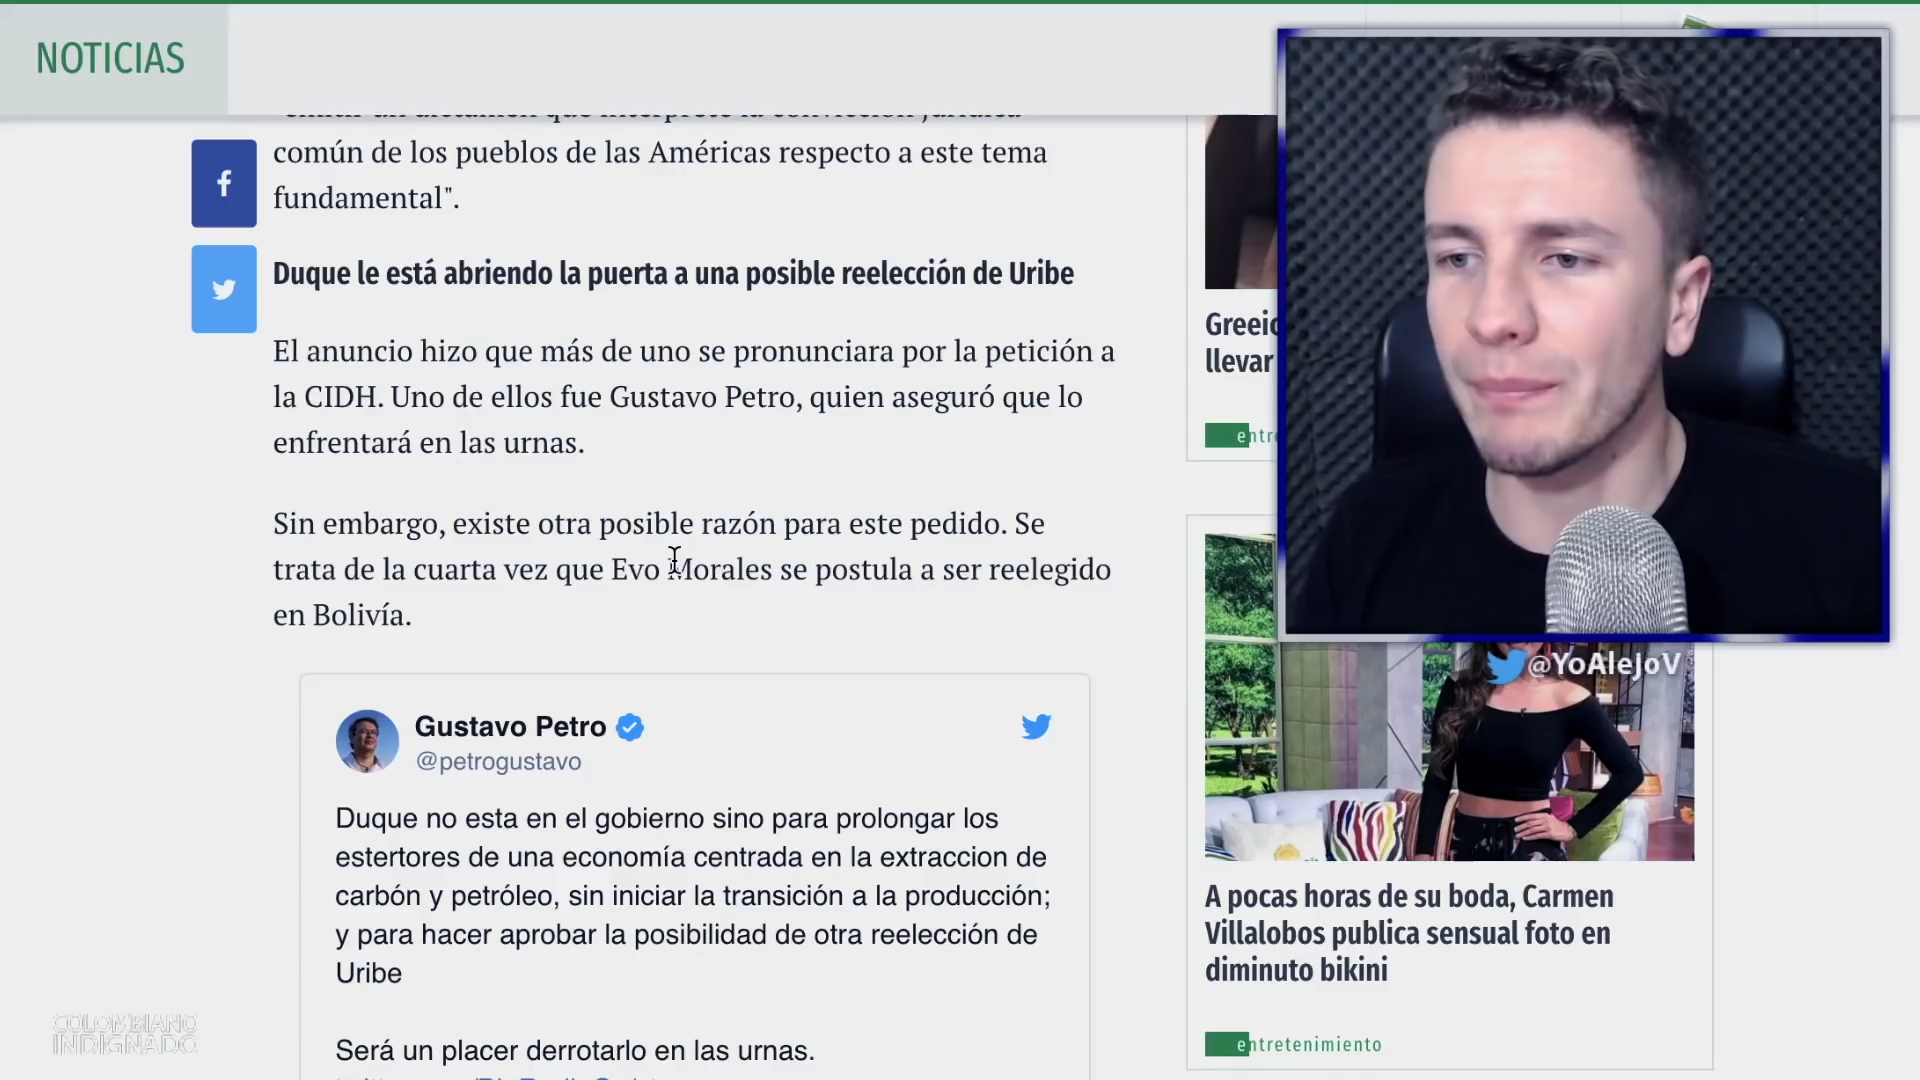 NOTICIAS
común de los pueblos de las Américas respecto a este tema
fundamental".
Duque le está abriendo la puerta a una posible reelección de Uribe
El anuncio hizo que más de uno se pronunciara por la petición a
la CIDH. Uno de ellos fue Gustavo Petro, quien aseguró que lo
enfrentará en las urnas.
Sin embargo, existe otra posible razón para este pedido. Se
trata de la cuarta vez que Evo Morales se postula a ser reelegido
en Bolivía.
Gustavo Petro
@petrogustavo
Duque no esta en el gobierno sino para prolongar los
estertores de una economía centrada en la extraccion de
carbón y petróleo, sin iniciar la transición a la producción;
y para hacer aprobar la posibilidad de otra reelección de
Uribe
Será un placer derrotarlo en las urnas.
llevar
@YoAleJoV
A pocas horas de su boda, Carmen
Villalobos publica sensual foto en
diminuto bikini
entretenimiento
COLOMBIANO
INDIGNADO